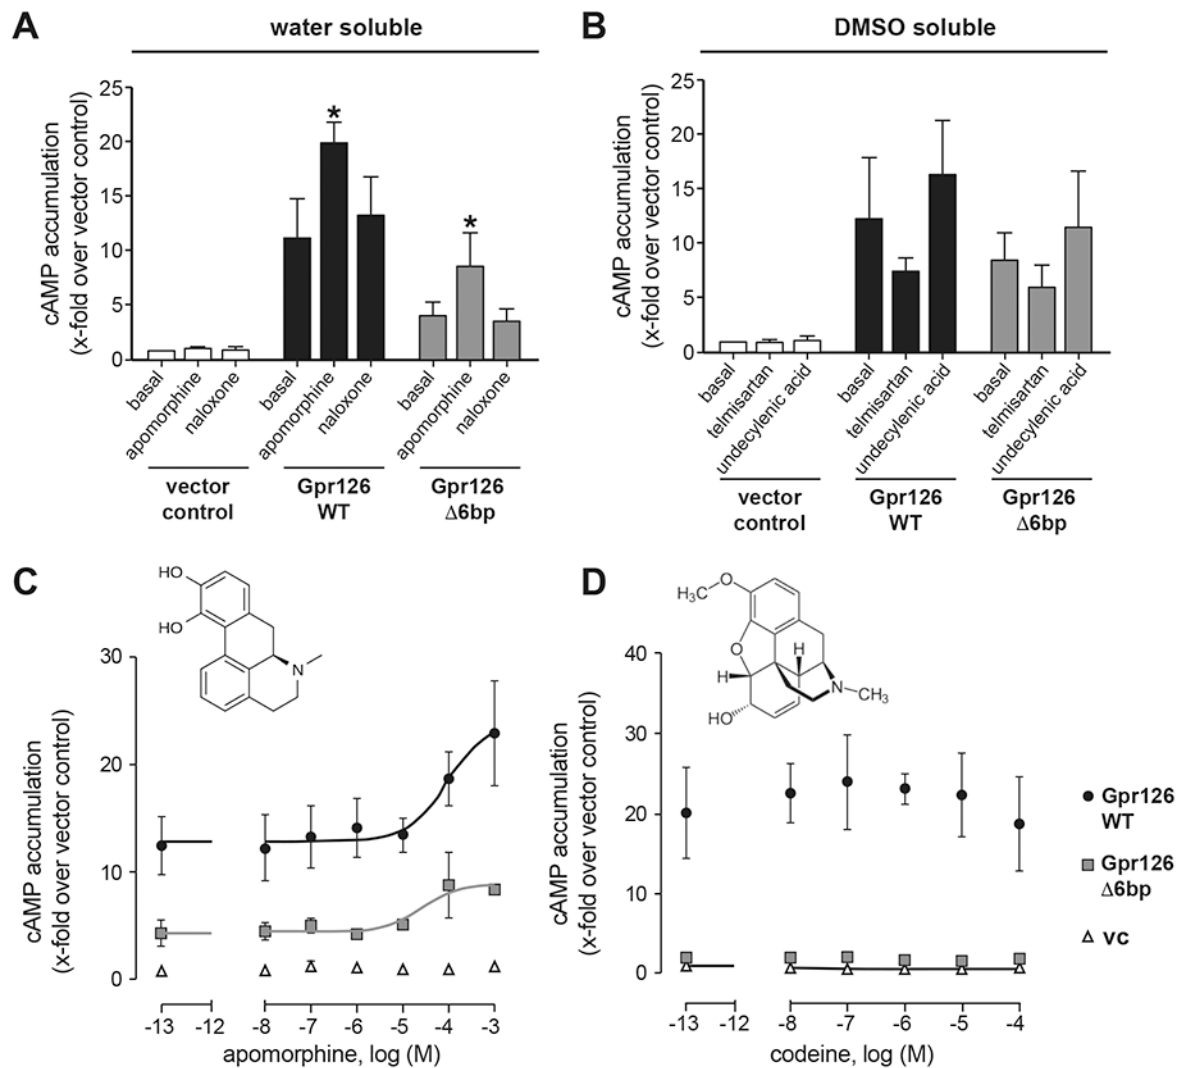 A
water soluble
cAMP accumulation
(x-fold over vector control)
25
20
15
10
5
0
*
*
basal
apomorphine
naloxone
basal
apomorphine
naloxone
basal
apomorphine
naloxone
vector
control
Gpr126
WT
Gpr126
Δ6bp
B
DMSO soluble
cAMP accumulation
(x-fold over vector control)
25
20
15
10
5
0
basal
telmisartan
undecylenic acid
basal
telmisartan
undecylenic acid
basal
telmisartan
undecylenic acid
vector
control
Gpr126
WT
Gpr126
Δ6bp
C
HO
HO
N
cAMP accumulation
(x-fold over vector control)
30
20
10
0
-13 -12 -8 -7 -6 -5 -4 -3
apomorphine, log (M)
D
H₃C
O
O
H
H
N
CH₃
HO
cAMP accumulation
(x-fold over vector control)
40
30
20
10
0
-13 -12 -8 -7 -6 -5 -4
codeine, log (M)
Gpr126
WT
Gpr126
Δ6bp
vc